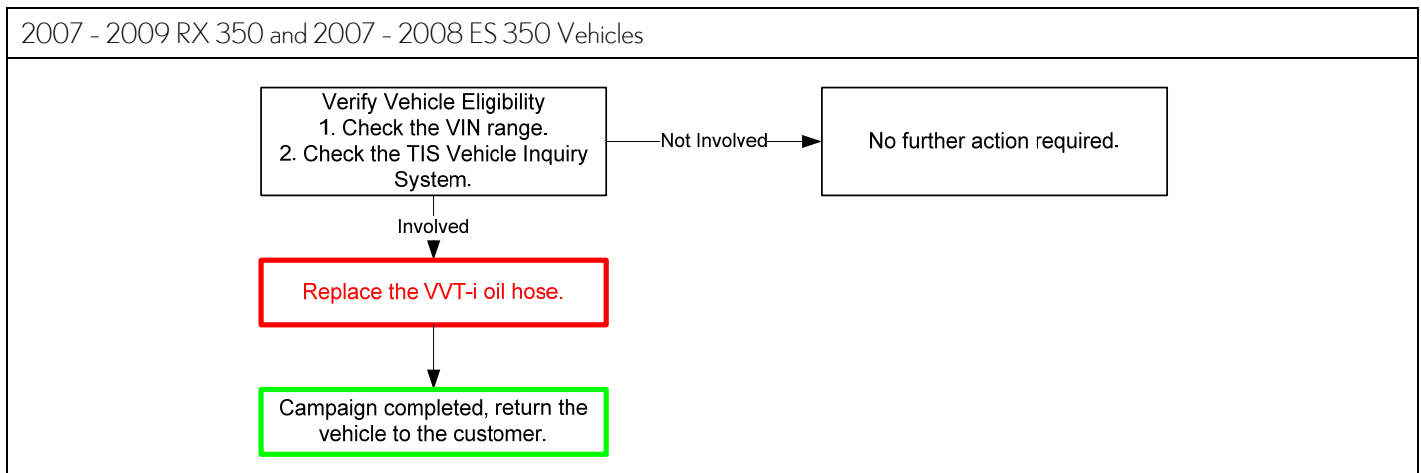 2007 - 2009 RX 350 and 2007 - 2008 ES 350 Vehicles
Verify Vehicle Eligibility
1. Check the VIN range.
2. Check the TIS Vehicle Inquiry
System.
Not Involved
No further action required.
Involved
Replace the VVT-i oil hose.
Campaign completed, return the
vehicle to the customer.